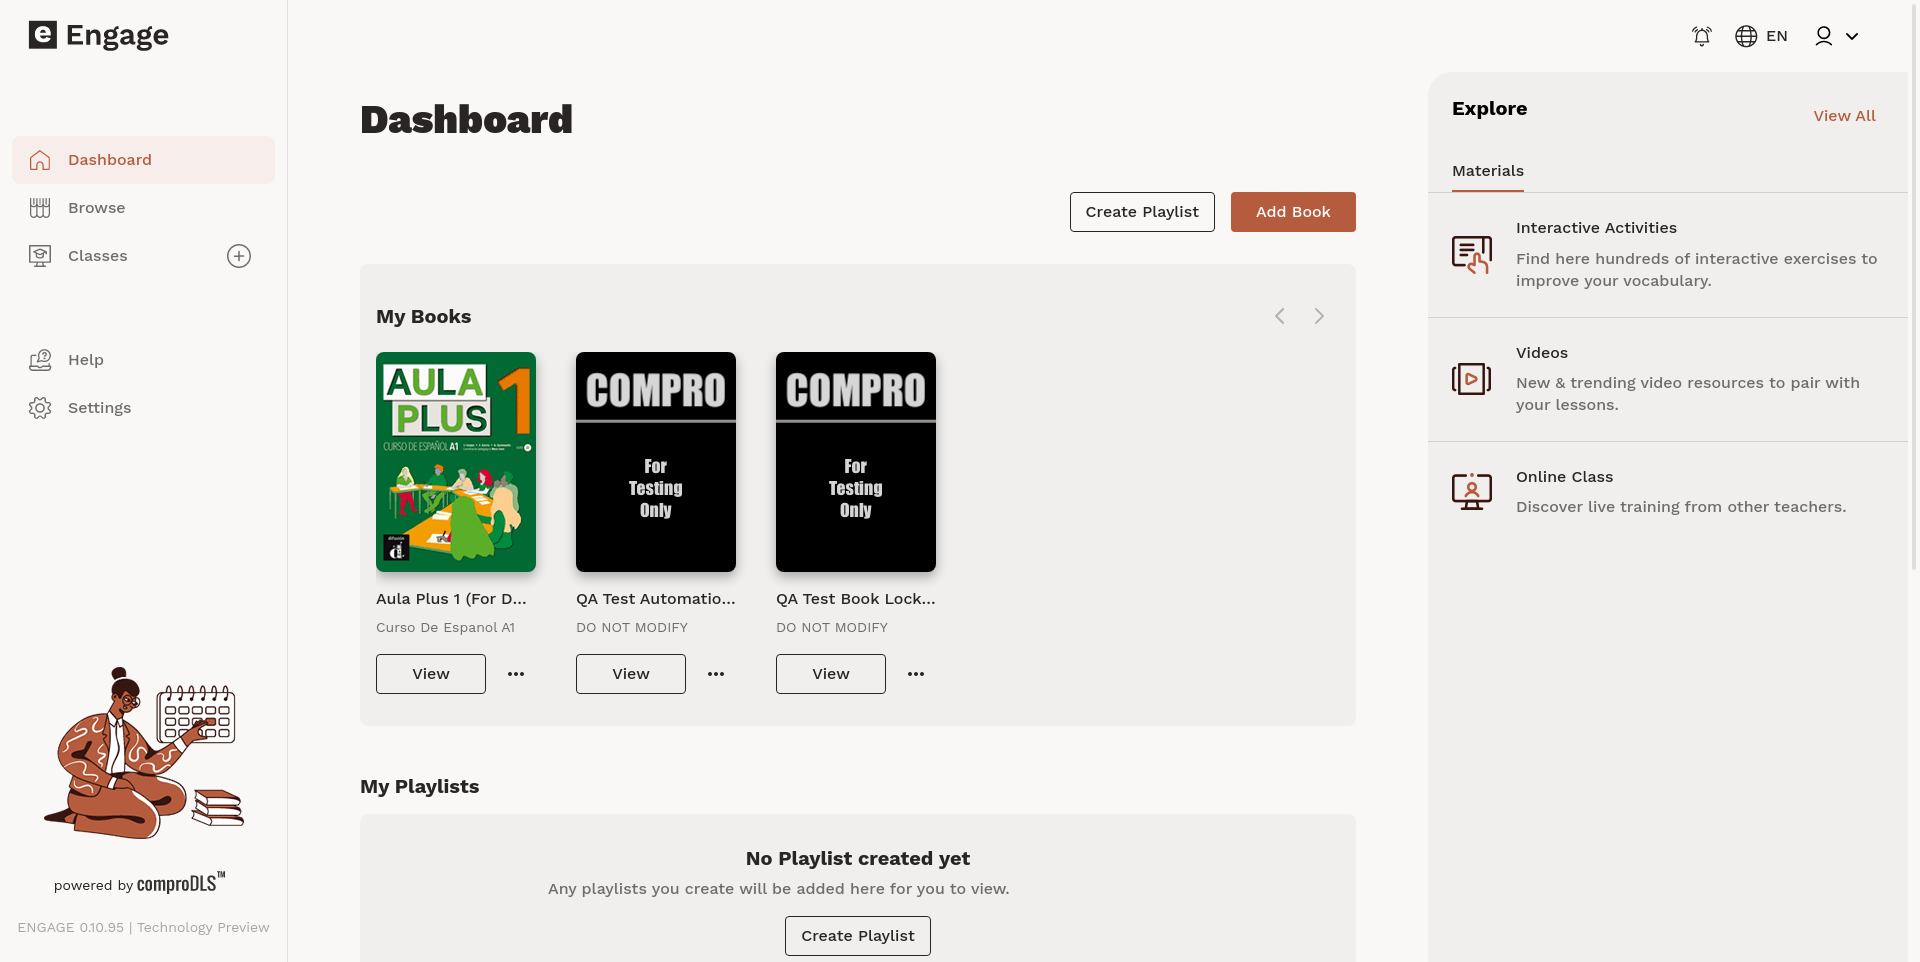 Engage
EN
Dashboard
Browse
Classes
Help
Settings
powered by comproDLS™
ENGAGE 0.10.95 | Technology Preview
Dashboard
Create Playlist
Add Book
My Books
AULA
PLUS 1
CURSO DE ESPAÑOL A1
difusión
Aula Plus 1 (For D...
Curso De Espanol A1
View
COMPRO
For
Testing
Only
QA Test Automatio...
DO NOT MODIFY
View
COMPRO
For
Testing
Only
QA Test Book Lock...
DO NOT MODIFY
View
My Playlists
No Playlist created yet
Any playlists you create will be added here for you to view.
Create Playlist
Explore
View All
Materials
Interactive Activities
Find here hundreds of interactive exercises to
improve your vocabulary.
Videos
New & trending video resources to pair with
your lessons.
Online Class
Discover live training from other teachers.